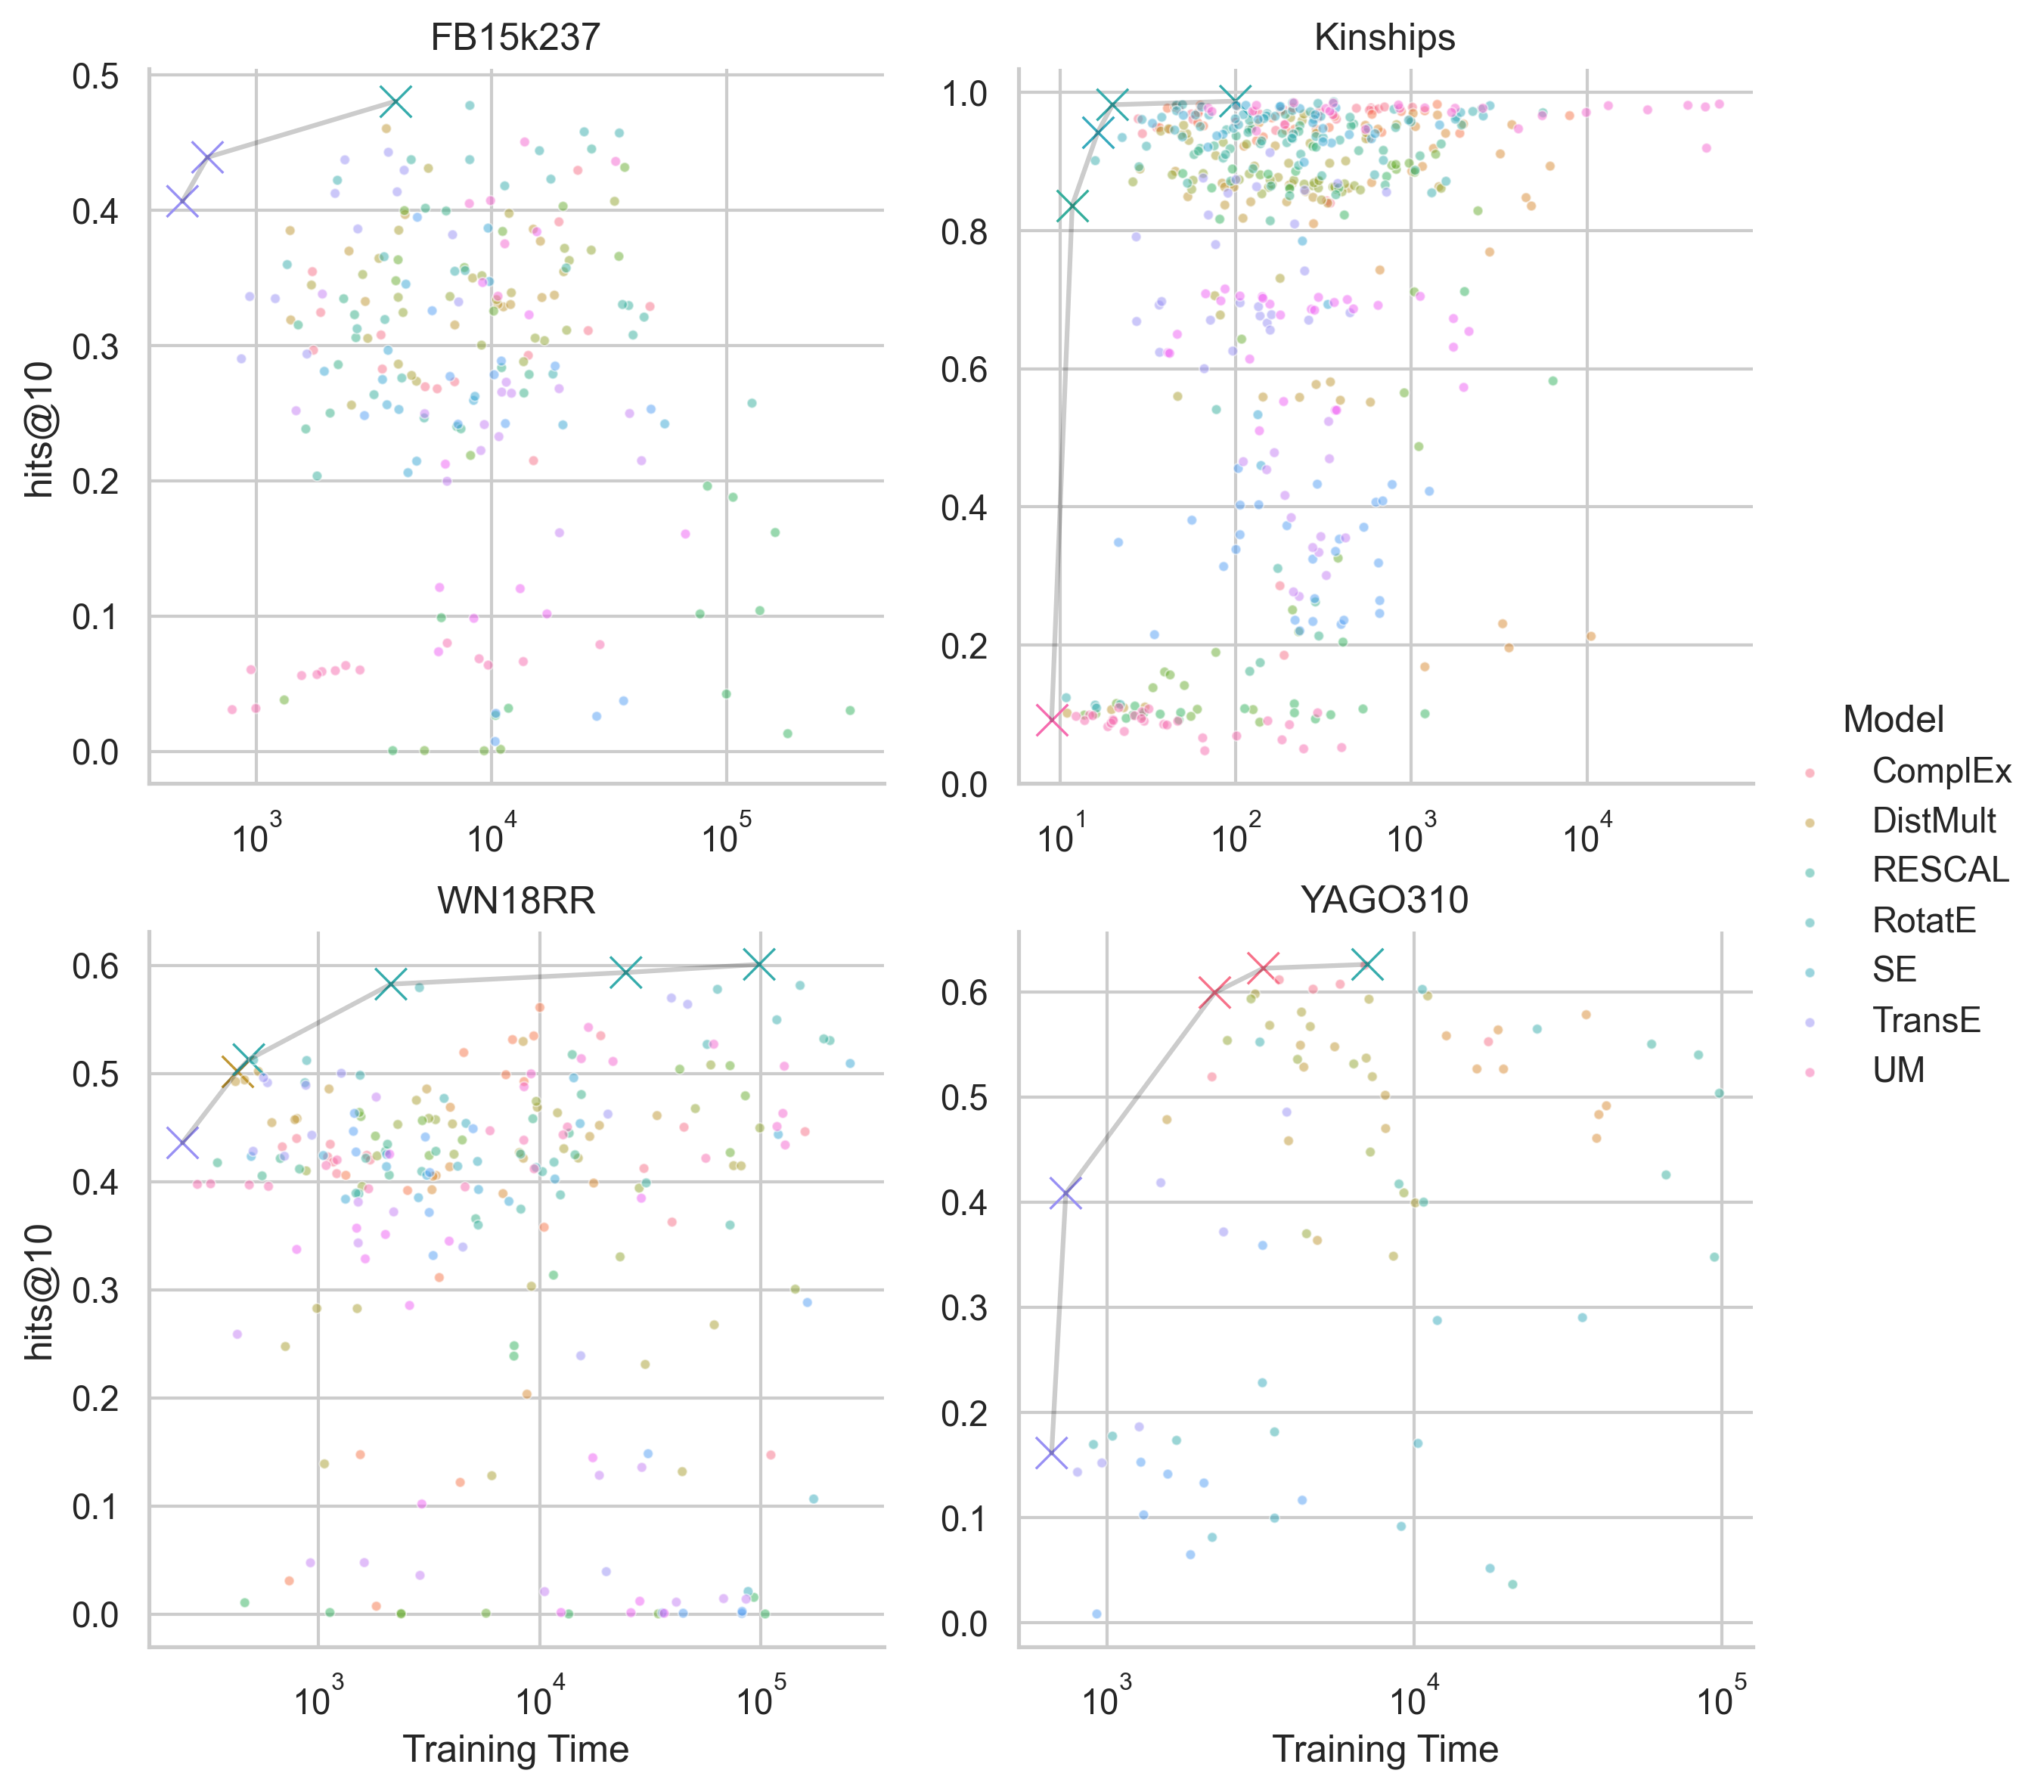 FB15k237
Kinships
0.5
0.4
0.3
0.2
0.1
0.0
hits@10
10^3
10^4
10^5
1.0
0.8
0.6
0.4
0.2
0.0
10^1
10^2
10^3
10^4
WN18RR
YAGO310
0.6
0.5
0.4
0.3
0.2
0.1
0.0
hits@10
10^3
10^4
10^5
Training Time
0.6
0.5
0.4
0.3
0.2
0.1
0.0
10^3
10^4
10^5
Training Time
Model
ComplEx
DistMult
RESCAL
RotatE
SE
TransE
UM